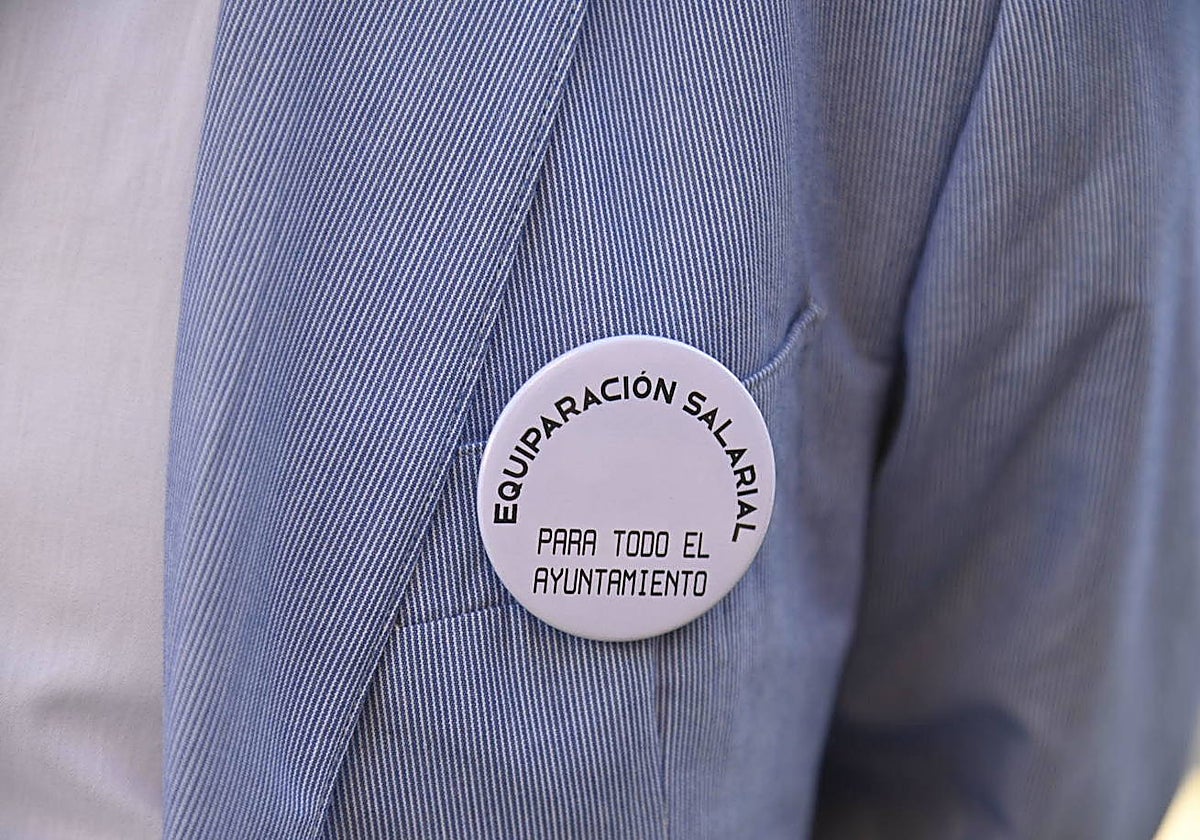 EQUIPARACIÓN SALARIAL
PARA TODO EL
AYUNTAMIENTO